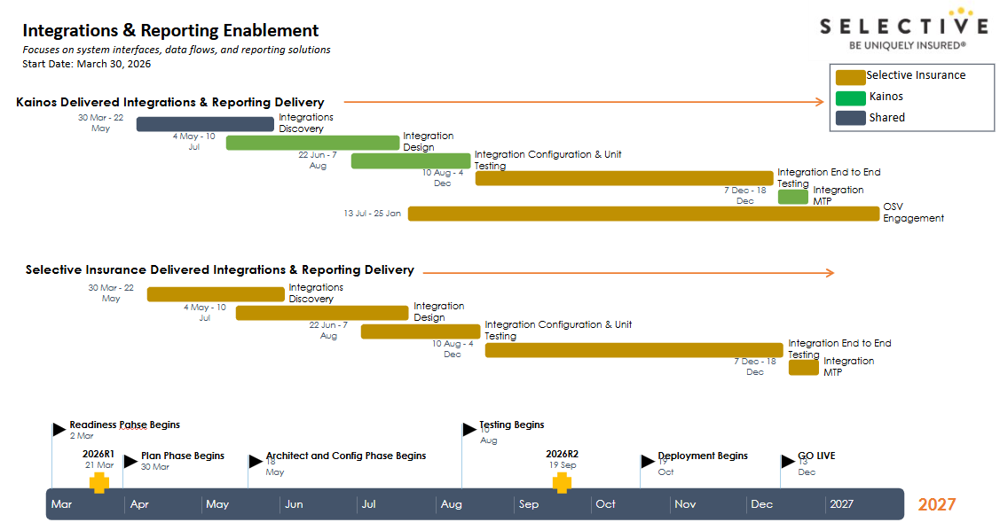 Integrations & Reporting Enablement
Focuses on system interfaces, data flows, and reporting solutions
Start Date: March 30, 2026
SELECTIVE
BE UNIQUELY INSURED®
Selective Insurance
Kainos
Shared
Kainos Delivered Integrations & Reporting Delivery
30 Mar - 22
May
Integrations
Discovery
4 May - 10
Jul
Integration
Design
22 Jun - 7
Aug
Integration Configuration & Unit
Testing
10 Aug - 4
Dec
Integration End to End
Testing
7 Dec - 18
Dec
Integration
MTP
13 Jul - 25 Jan
OSV
Engagement
Selective Insurance Delivered Integrations & Reporting Delivery
30 Mar - 22
May
Integrations
Discovery
4 May - 10
Jul
Integration
Design
22 Jun - 7
Aug
Integration Configuration & Unit
Testing
10 Aug - 4
Dec
Integration End to End
Testing
7 Dec - 18
Dec
Integration
MTP
Readiness Pahse Begins
2 Mar
Testing Begins
10
Aug
2026R1
21 Mar
Plan Phase Begins
30 Mar
Architect and Config Phase Begins
18
May
2026R2
19 Sep
Deployment Begins
19
Oct
GO LIVE
13
Dec
Mar Apr May Jun Jul Aug Sep Oct Nov Dec 2027
2027